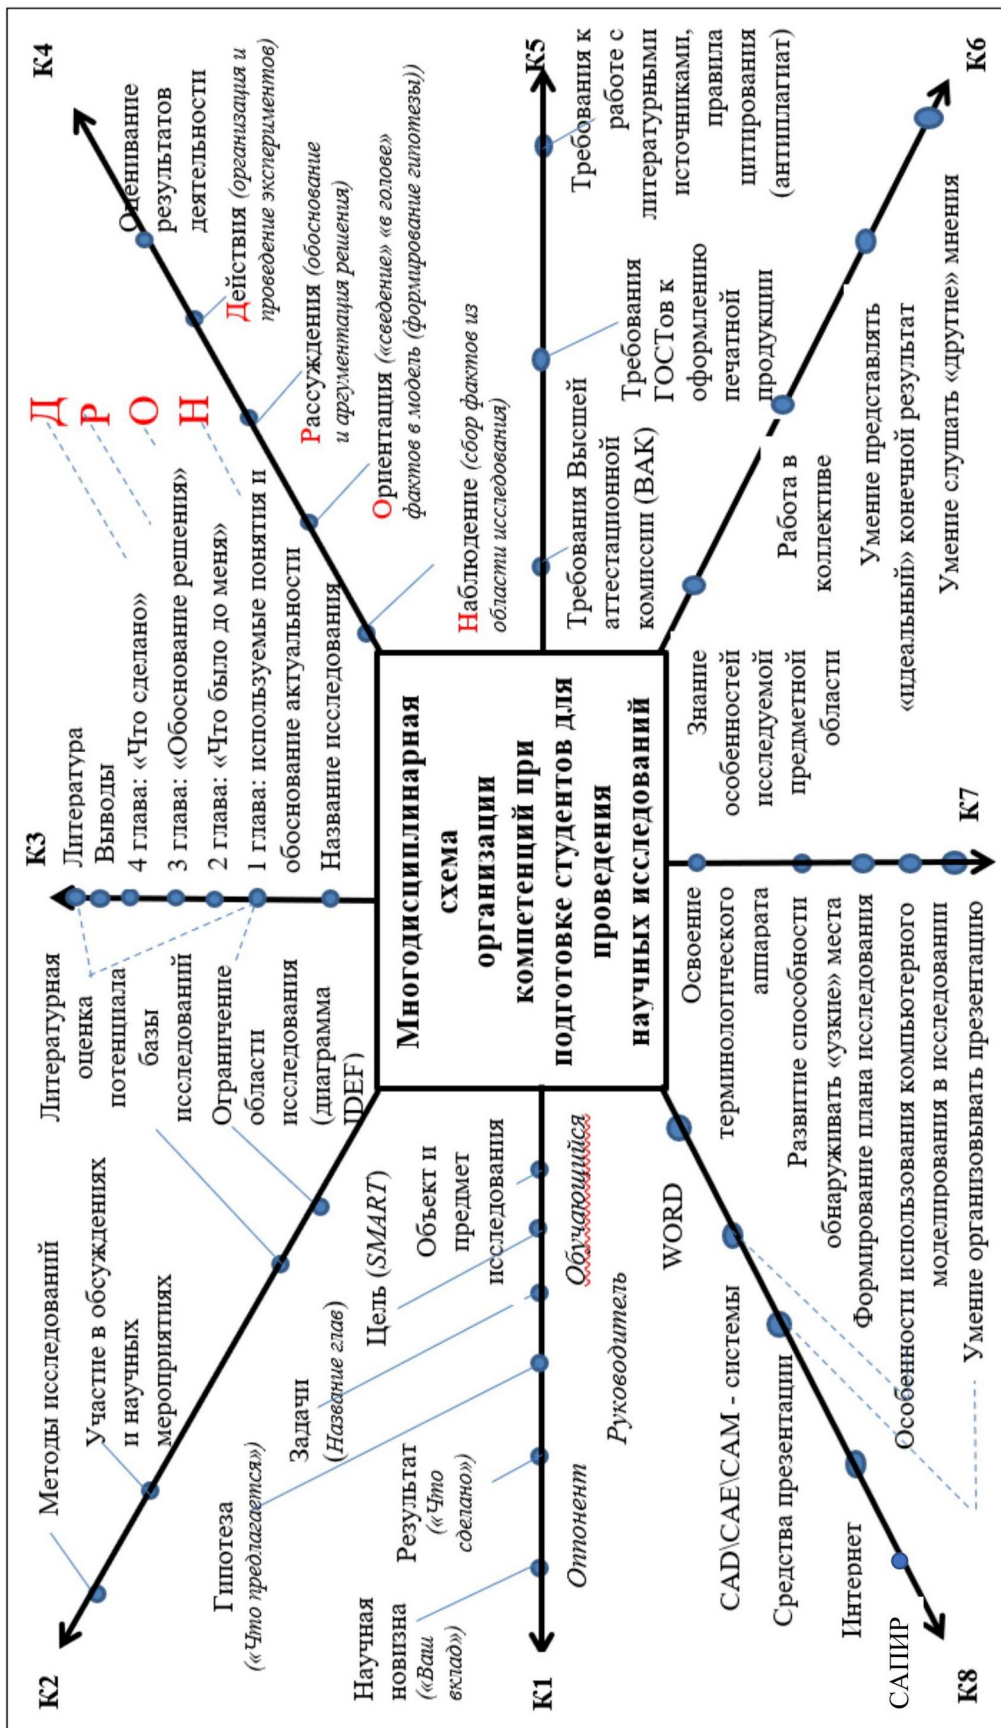 К2
Методы исследований
Участие в обсуждениях
и научных
мероприятиях
Литературная
оценка
потенциала
базы
исследований
Ограничение
области
исследования
(диаграмма
IDEF)
К3
Литература
Выводы
4 глава: «Что сделано»
3 глава: «Обоснование решения»
2 глава: «Что было до меня»
1 глава: используемые понятия и
обоснование актуальности
Название исследования
Д
Р
О
Н
К4
Оценивание
результатов
деятельности
Действия (организация и
проведение экспериментов)
Рассуждения (обоснование
и аргументация решения)
Ориентация («сведение» «в голове»
фактов в модель (формирование гипотезы))
Наблюдение (сбор фактов из
области исследования)
К1
Научная
новизна
(«Ваш
вклад»)
Гипотеза
(«Что предлагается»)
Результат
(«Что
сделано»)
Задачи
(Название глав)
Цель (SMART)
Объект и
предмет
исследования
Оппонент
Руководитель
Обучающийся
Многодисциплинарная
схема
организации
компетенций при
подготовке студентов для
проведения
научных исследований
К5
Требования Высшей
аттестационной
комиссии (ВАК)
Требования
ГОСТов к
оформлению
печатной
продукции
Требования к
работе с
литературными
источниками,
правила
цитирования
(антиплагиат)
К8
WORD
CAD\CAE\CAM - системы
Средства презентации
Интернет
САПИР
К7
Освоение
терминологического
аппарата
Развитие способности
обнаруживать «узкие» места
Формирование плана исследования
Особенности использования компьютерного
моделирования в исследовании
Умение организовывать презентацию
К6
Знание
особенностей
исследуемой
предметной
области
Работа в
коллективе
Умение представлять
«идеальный» конечный результат
Умение слушать «другие» мнения